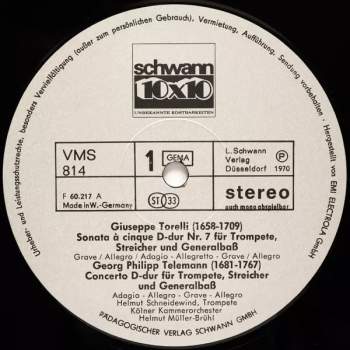 Urheber- und Leistungsschutzrechte, besonders Vervielfältigung (außer zum persönlichen Gebrauch), Vermietung, Aufführung, Sendung vorbehalten · Hergestellt von EMI ELECTROLA GmbH
schwann
10x10
UNBEKANNTE KOSTBARKEITEN
VMS
814
1
GEMA
L. Schwann
Verlag
Düsseldorf
P
1970
F 60.217 A
Made in W.-Germany
ST 33
stereo
auch mono abspielbar
Giuseppe Torelli (1658-1709)
Sonata à cinque D-dur Nr. 7 für Trompete,
Streicher und Generalbaß
Grave / Allegro / Adagio - Allegretto - Grave / Allegro
Georg Philipp Telemann (1681-1767)
Concerto D-dur für Trompete, Streicher
und Generalbaß
Adagio - Allegro - Grave - Allegro
Helmut Schneidewind, Trompete
Kölner Kammerorchester
Helmut Müller-Brühl
PÄDAGOGISCHER VERLAG SCHWANN GMBH